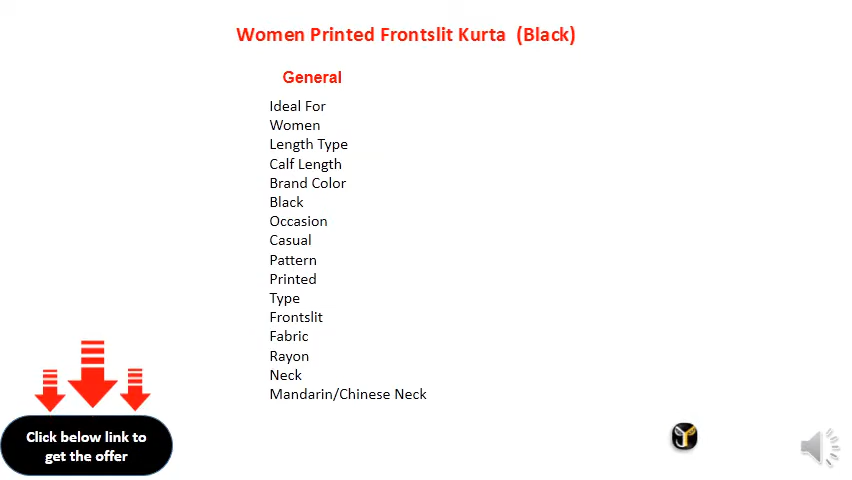 Women Printed Frontslit Kurta (Black)
General
Ideal For
Women
Length Type
Calf Length
Brand Color
Black
Occasion
Casual
Pattern
Printed
Type
Frontslit
Fabric
Rayon
Neck
Mandarin/Chinese Neck
Click below link to
get the offer